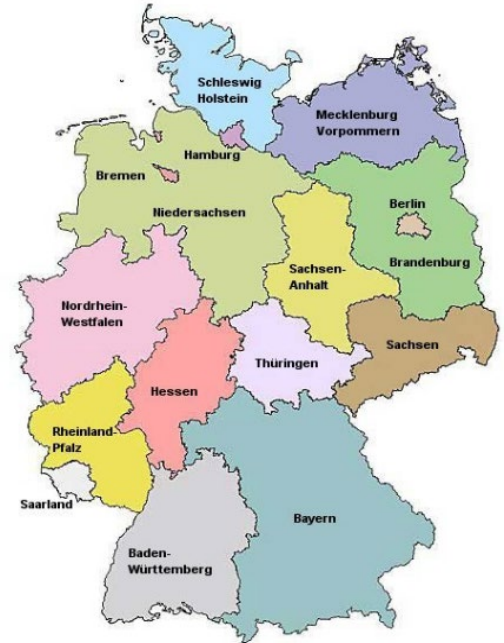 Schleswig
Holstein
Mecklenburg
Vorpommern
Hamburg
Bremen
Niedersachsen
Berlin
Brandenburg
Sachsen-
Anhalt
Nordrhein-
Westfalen
Sachsen
Thüringen
Hessen
Rheinland-
Pfalz
Saarland
Bayern
Baden-
Württemberg